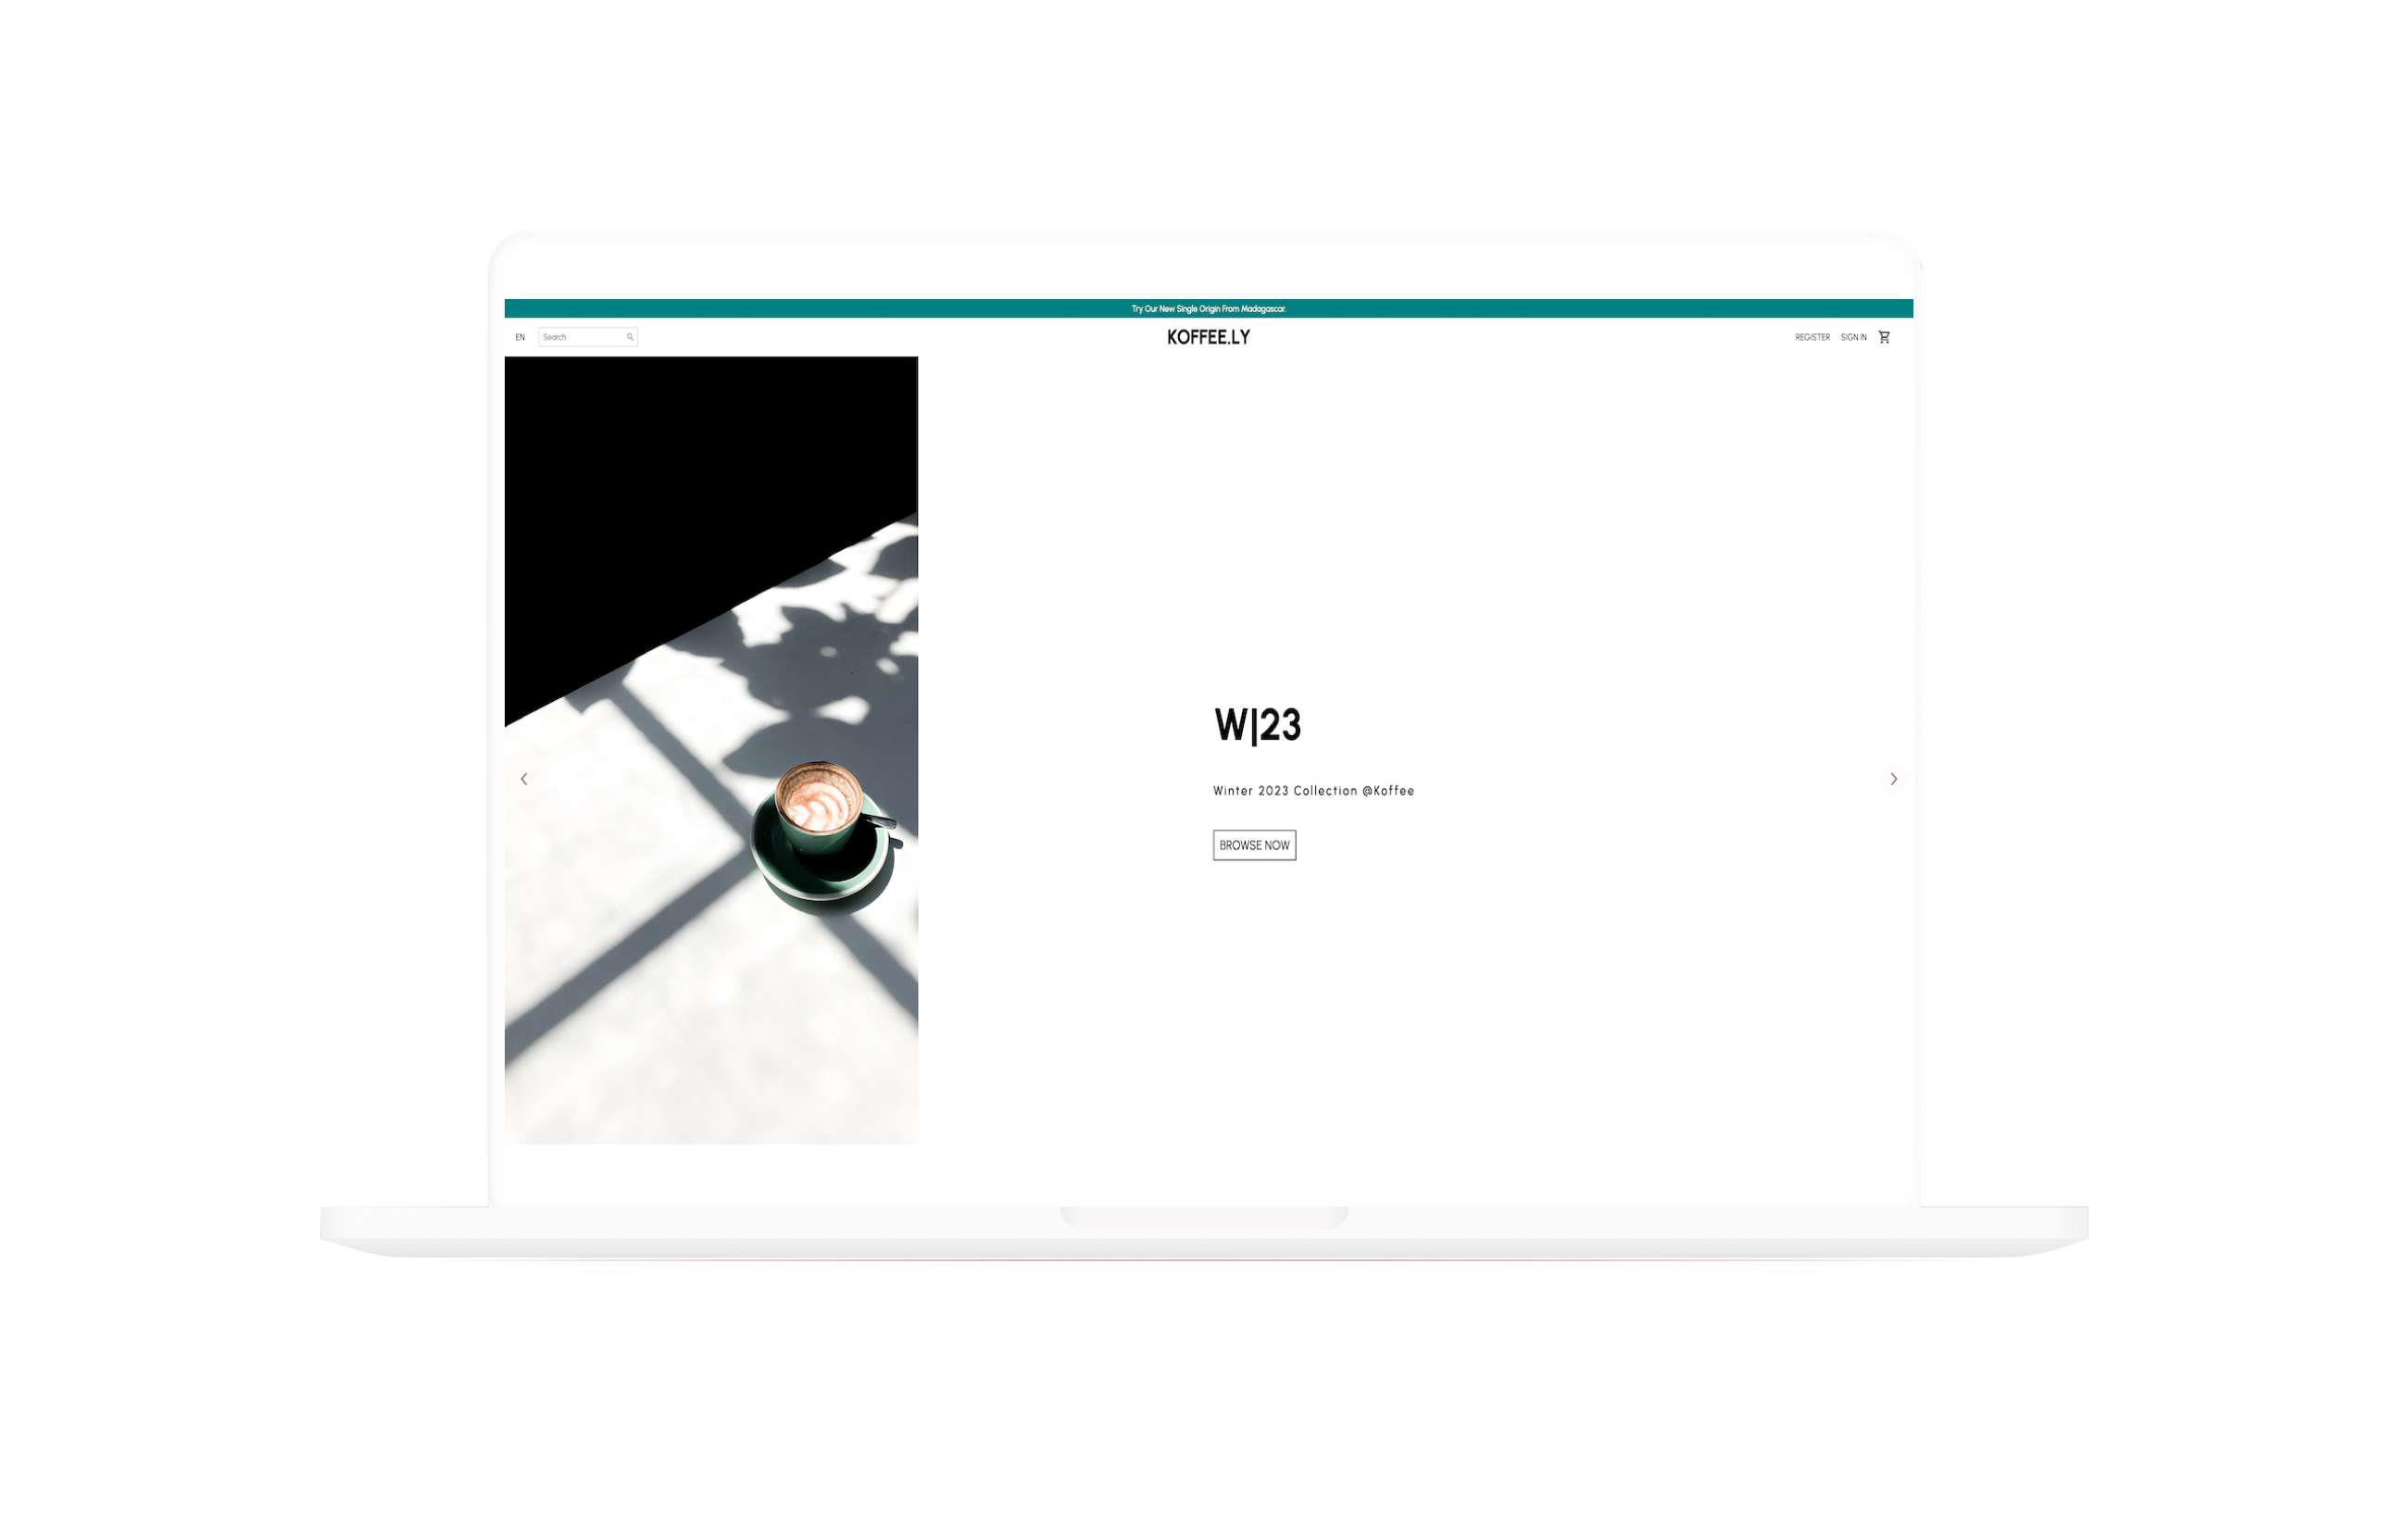 Try Our New Single Origin From Madagascar.
EN Search KOFFEE.LY REGISTER SIGN IN
W|23
Winter 2023 Collection @Koffee
BROWSE NOW